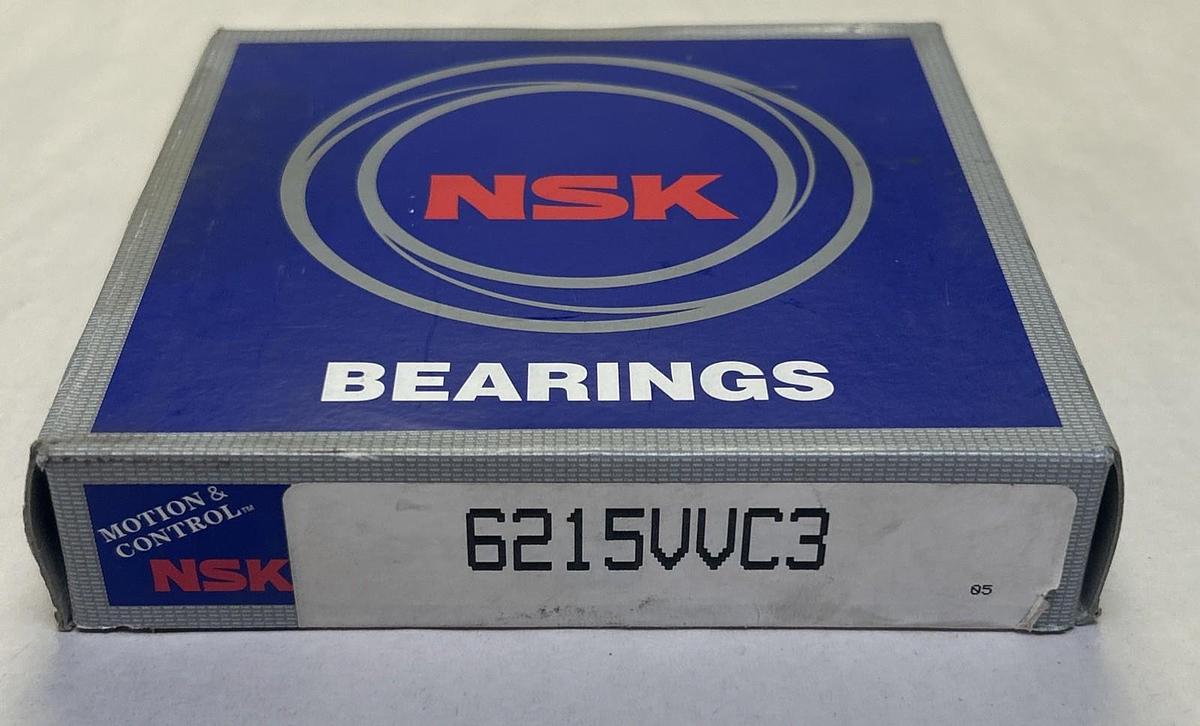 NSK
BEARINGS
MOTION &
CONTROL™
NSK
6215VVC3
05